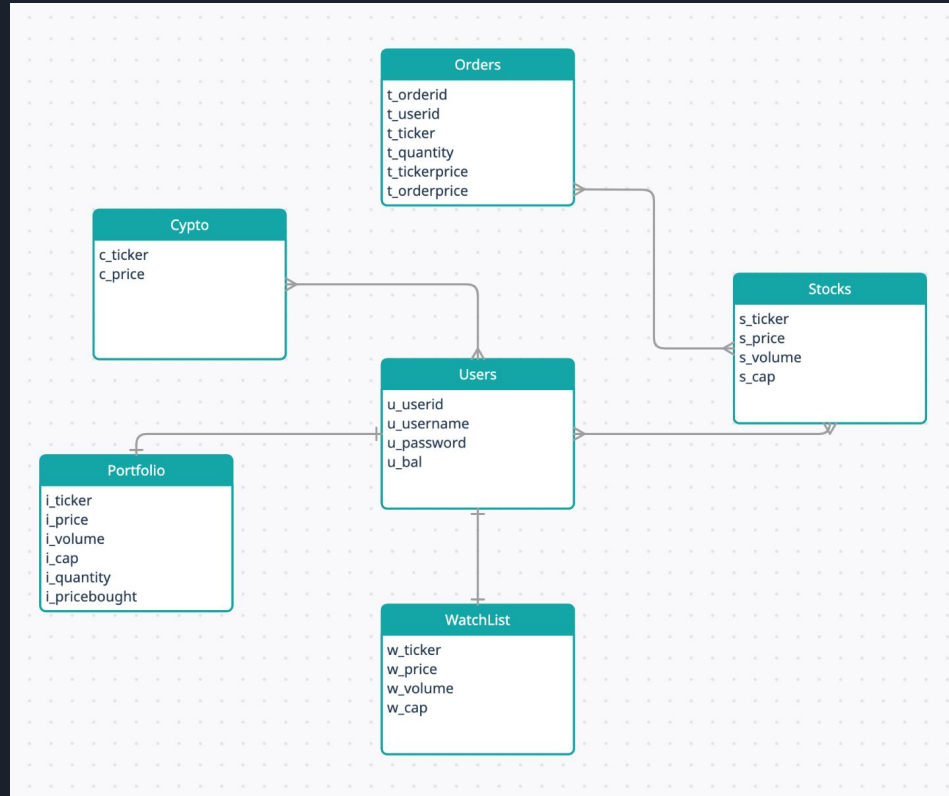 Orders
t_orderid
t_userid
t_ticker
t_quantity
t_tickerprice
t_orderprice
Cypto
c_ticker
c_price
Stocks
s_ticker
s_price
s_volume
s_cap
Users
u_userid
u_username
u_password
u_bal
Portfolio
i_ticker
i_price
i_volume
i_cap
i_quantity
i_pricebought
WatchList
w_ticker
w_price
w_volume
w_cap